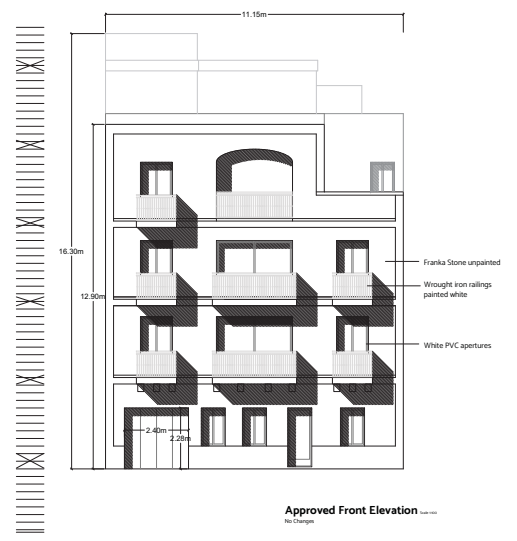 11.15m
16.30m
12.90m
Franka Stone unpainted
Wrought iron railings
painted white
White PVC apertures
2.40m
2.28m
Approved Front Elevation
No Changes